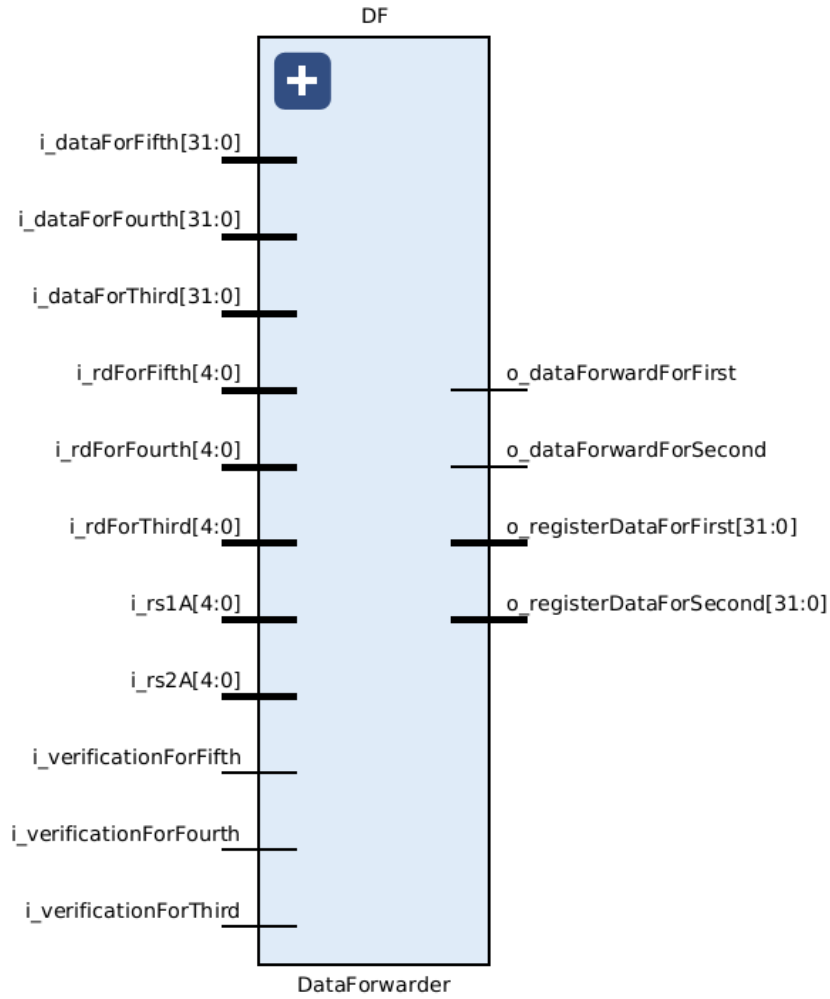 DF
i_dataForFifth[31:0]
i_dataForFourth[31:0]
i_dataForThird[31:0]
i_rdForFifth[4:0]
i_rdForFourth[4:0]
i_rdForThird[4:0]
i_rs1A[4:0]
i_rs2A[4:0]
i_verificationForFifth
i_verificationForFourth
i_verificationForThird
o_dataForwardForFirst
o_dataForwardForSecond
o_registerDataForFirst[31:0]
o_registerDataForSecond[31:0]
DataForwarder